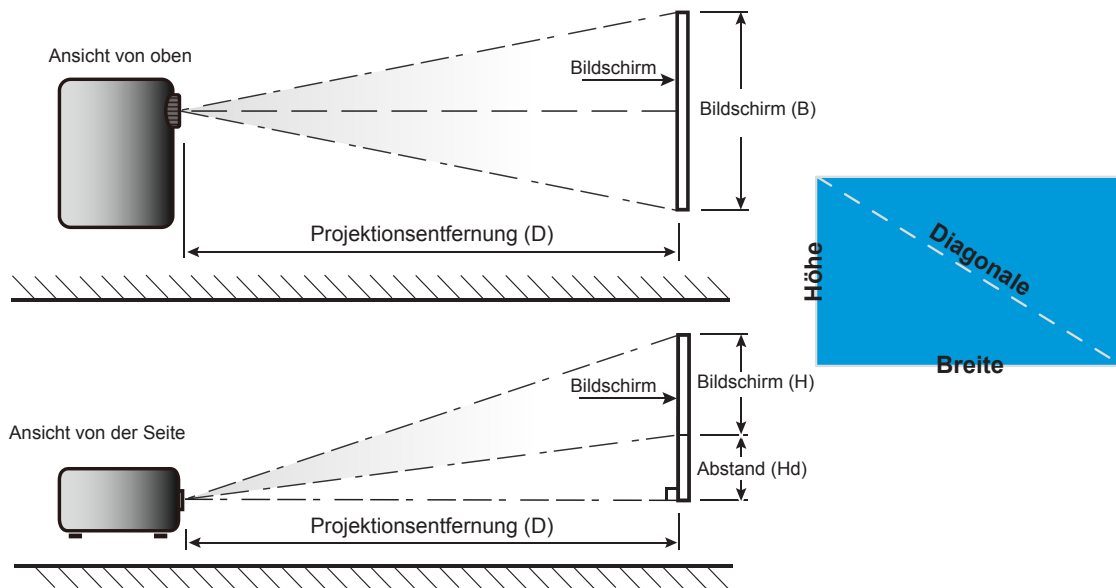 Ansicht von oben
Bildschirm
Bildschirm (B)
Projektionsentfernung (D)
Höhe
Diagonale
Breite
Ansicht von der Seite
Bildschirm
Bildschirm (H)
Abstand (Hd)
Projektionsentfernung (D)